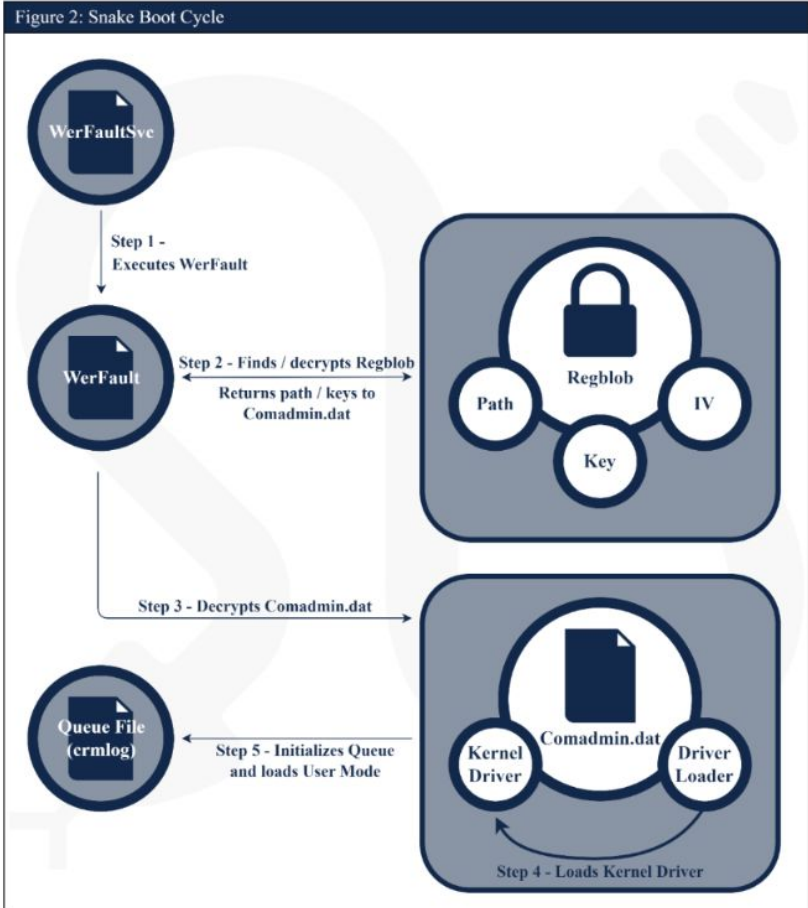 Figure 2: Snake Boot Cycle
WerFaultSvc
Step 1 -
Executes WerFault
WerFault
Step 2 - Finds / decrypts Regblob
Returns path / keys to
Comadmin.dat
Regblob
Path
IV
Key
Step 3 - Decrypts Comadmin.dat
Queue File
(crmlog)
Step 5 - Initializes Queue
and loads User Mode
Comadmin.dat
Kernel
Driver
Driver
Loader
Step 4 - Loads Kernel Driver